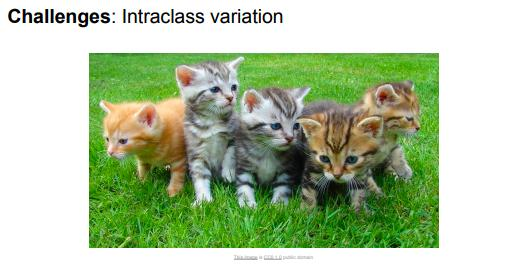 Challenges: Intraclass variation
This image is CC0 1.0 public domain